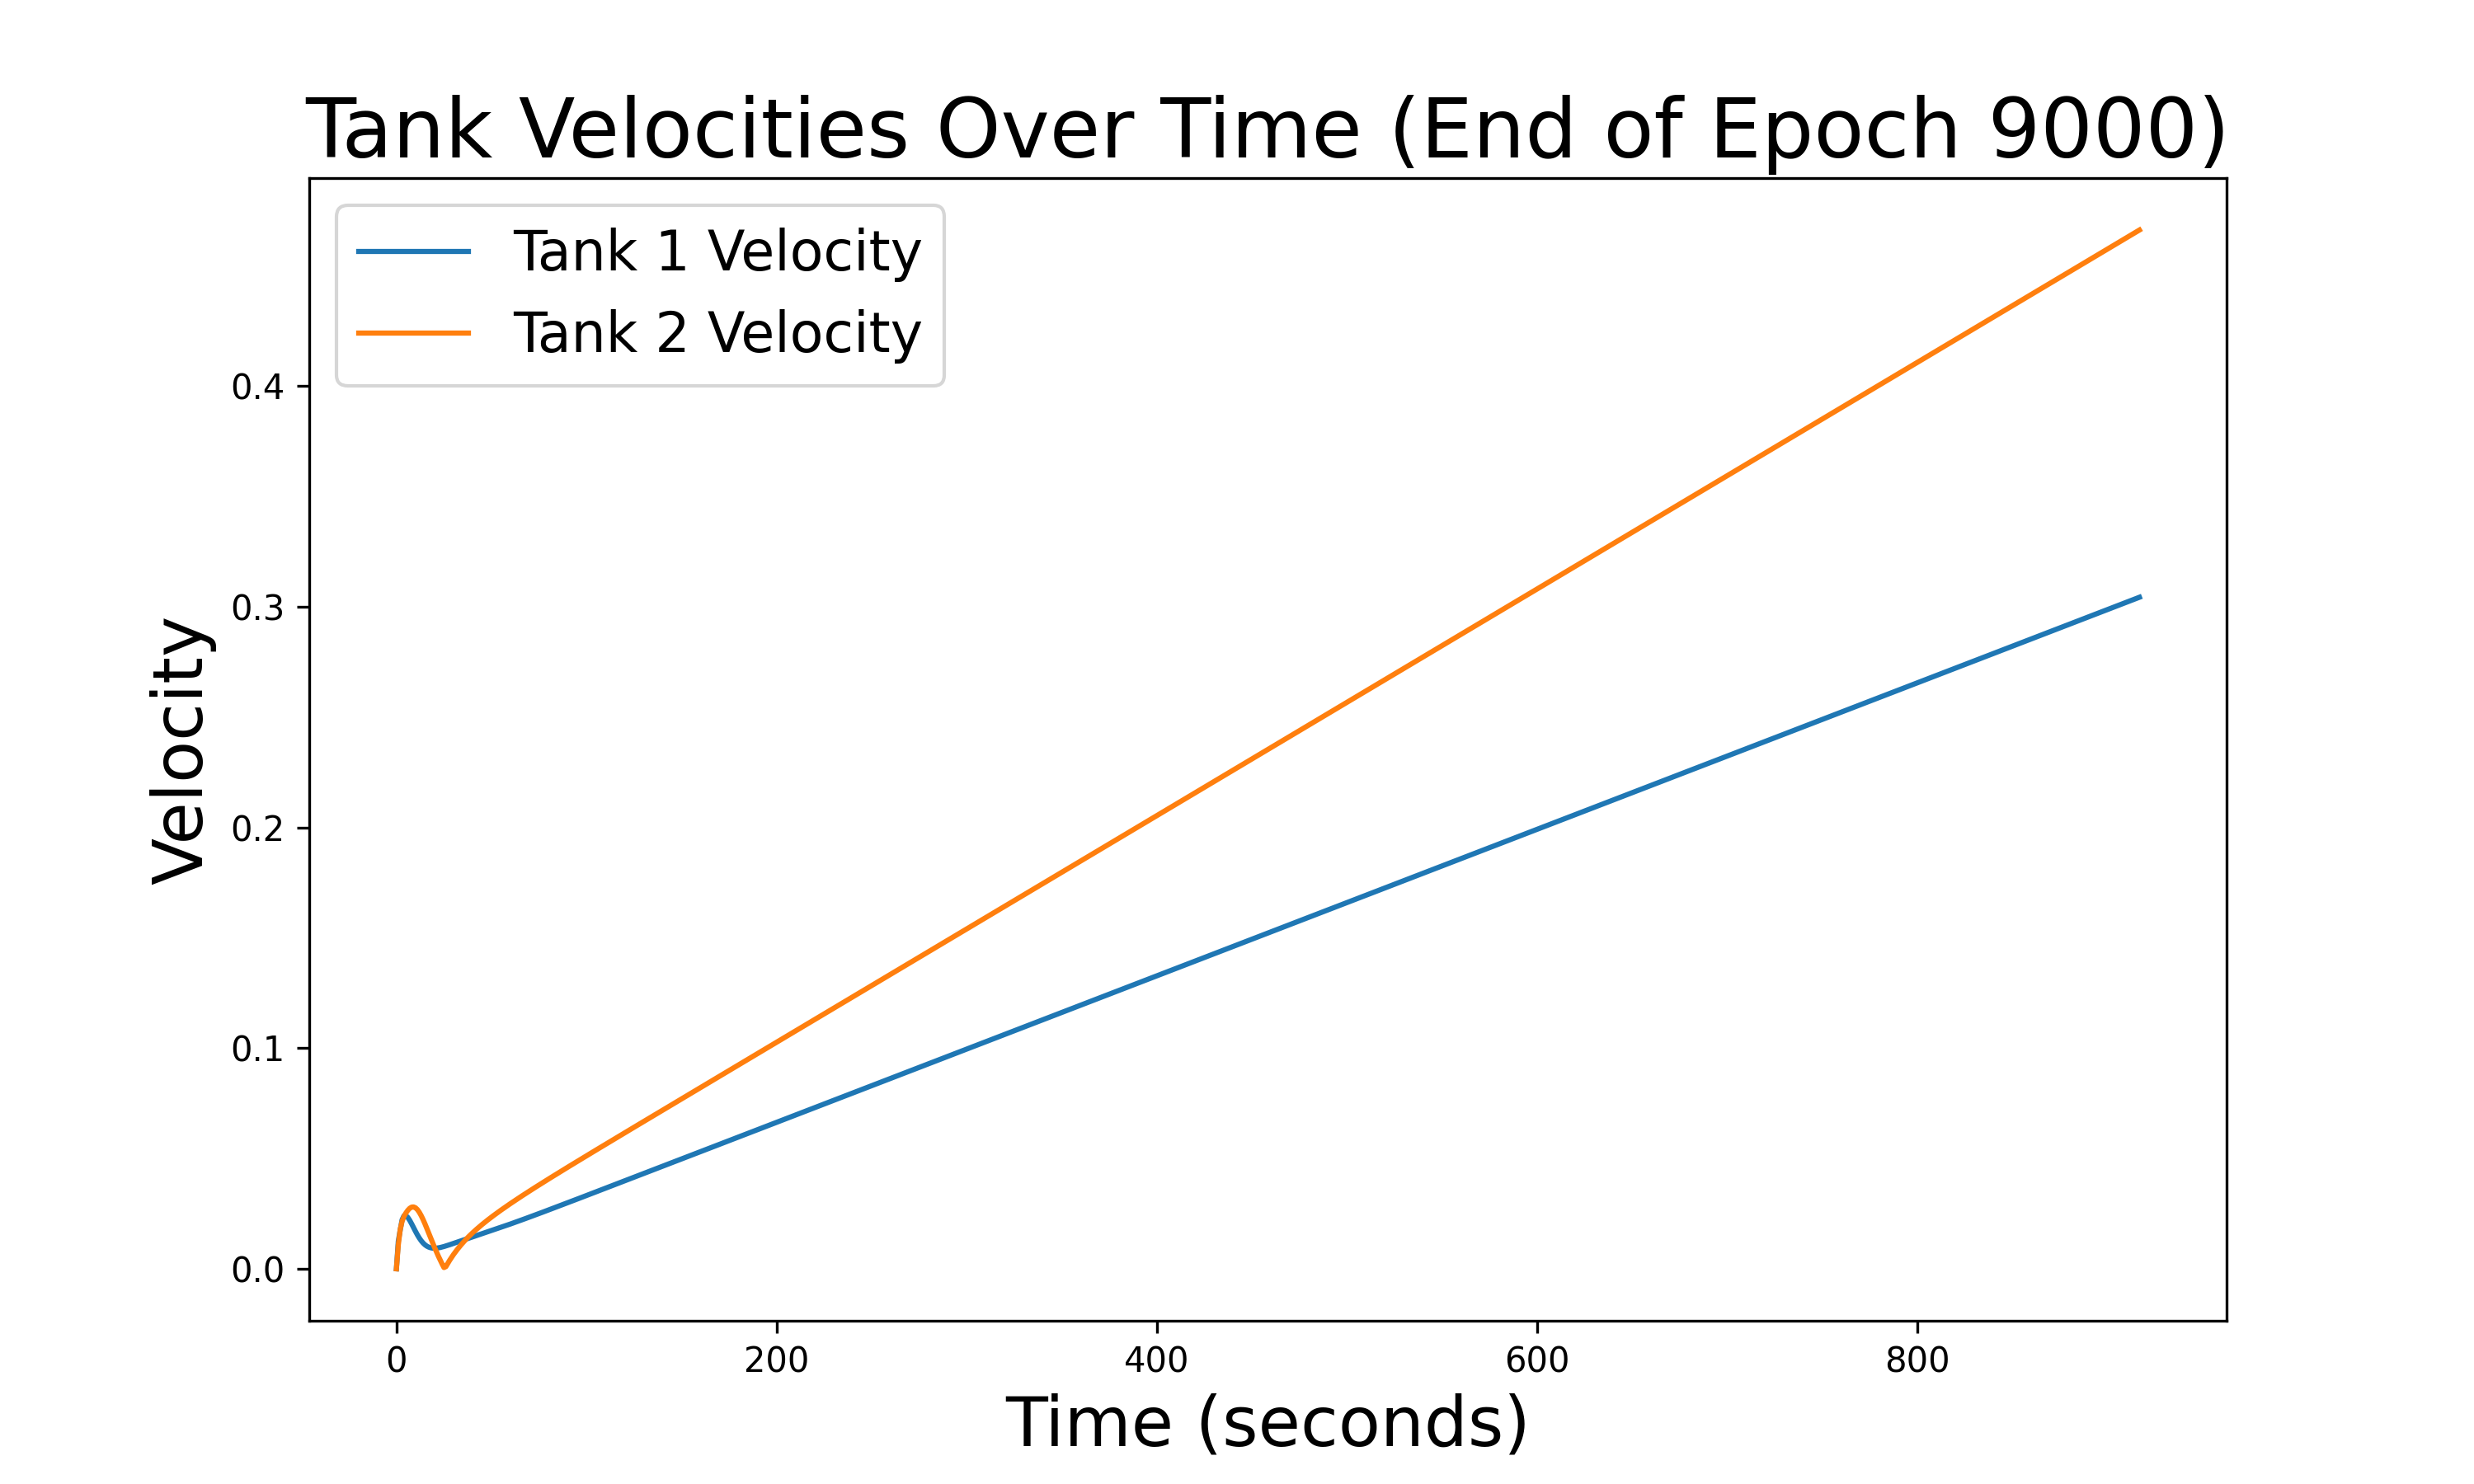 Tank Velocities Over Time (End of Epoch 9000)
Tank 1 Velocity
Tank 2 Velocity
Velocity
0.4
0.3
0.2
0.1
0.0
0 200 400 600 800
Time (seconds)